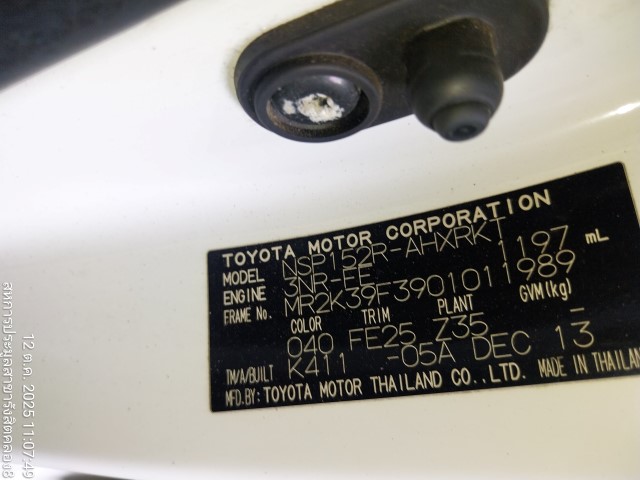 TOYOTA MOTOR CORPORATION
MODEL NSP152R-AHXRKT
ENGINE 3NR-FE 1197 mL
FRAME No. MR2K39F3901011989
COLOR TRIM PLANT GVM(kg)
040 FE25 Z35 -
TM/A/BUILT K411 -05A DEC 13
MFD.BY: TOYOTA MOTOR THAILAND CO.,LTD. MADE IN THAILAN
12 ต.ค. 2025 11:07:49